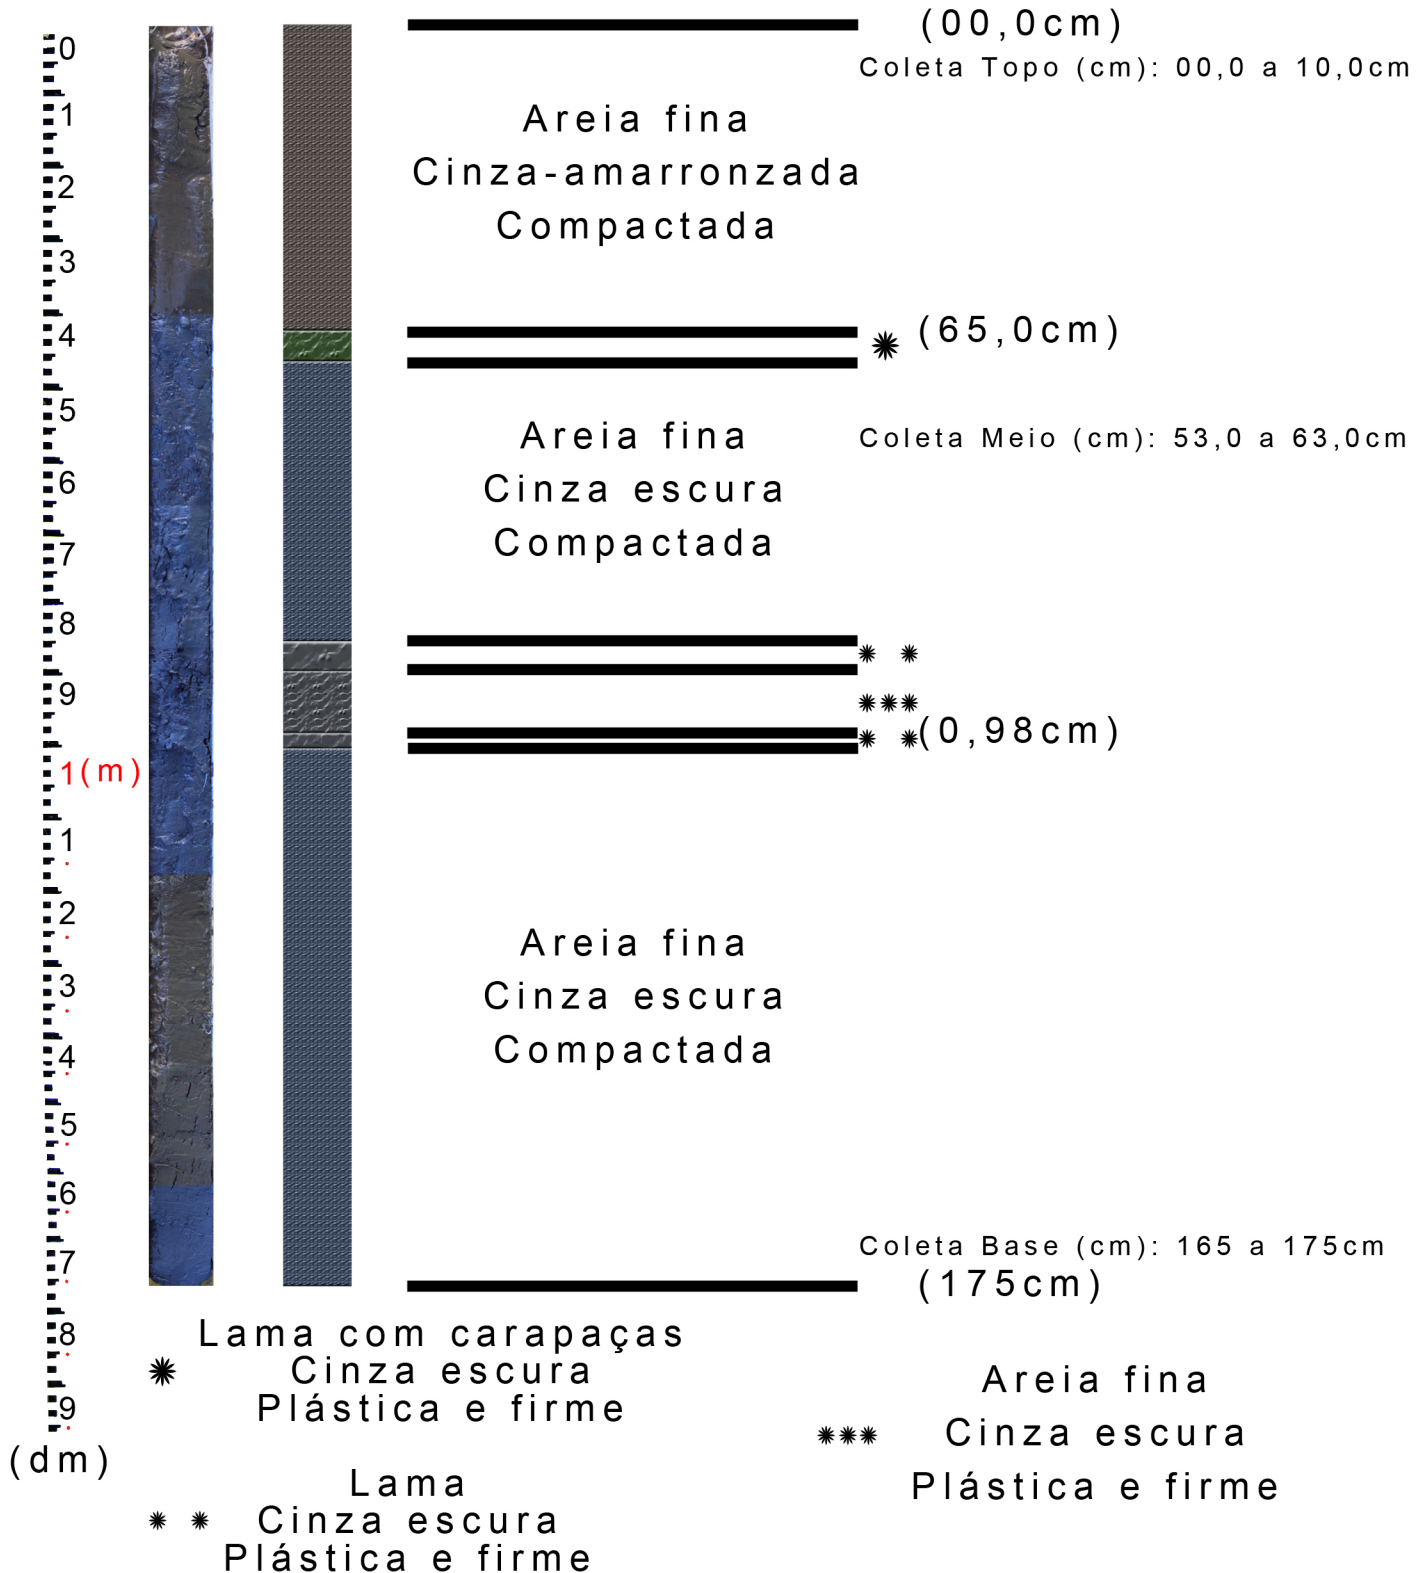 (00,0cm)
Coleta Topo (cm): 00,0 a 10,0cm
Areia fina
Cinza-amarronzada
Compactada
(65,0cm)
Areia fina
Cinza escura
Compactada
Coleta Meio (cm): 53,0 a 63,0cm
(0,98cm)
Areia fina
Cinza escura
Compactada
Coleta Base (cm): 165 a 175cm
(175cm)
0
1
2
3
4
5
6
7
8
9
1(m)
1
2
3
4
5
6
7
8
9
(dm)
Lama com carapaças
Cinza escura
Plástica e firme
Lama
Cinza escura
Plástica e firme
Areia fina
Cinza escura
Plástica e firme